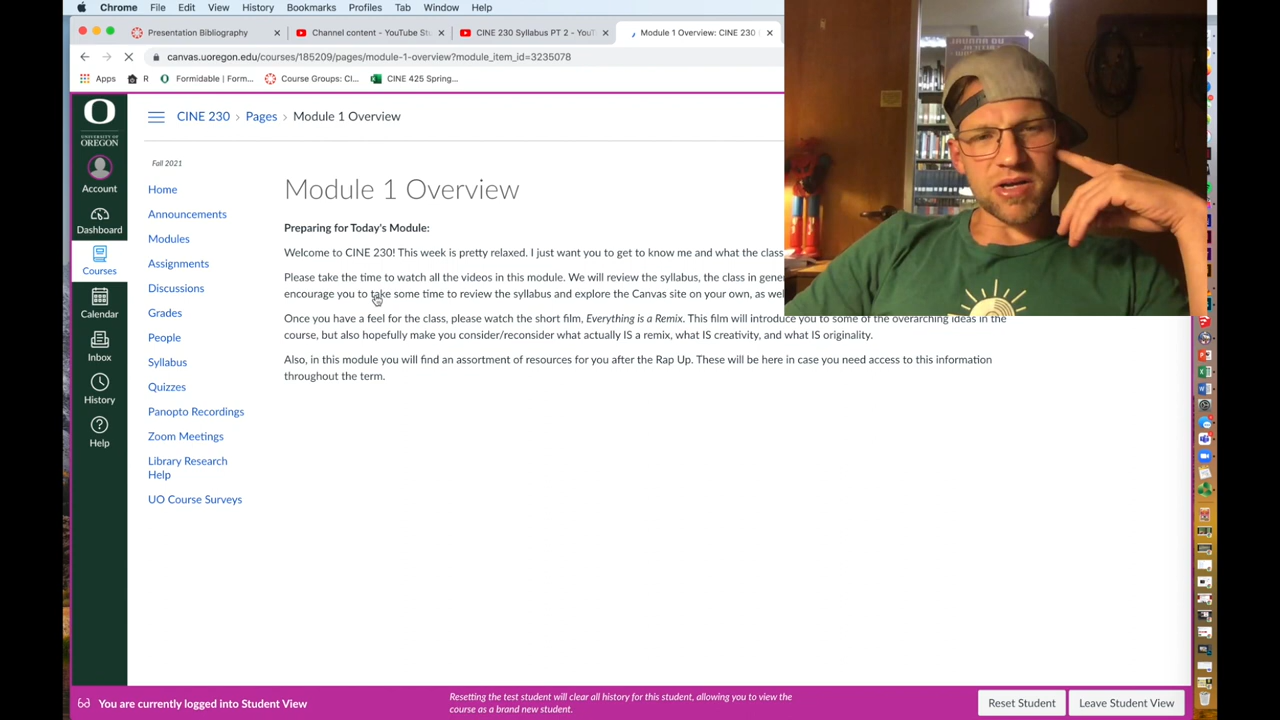 Chrome File Edit View History Bookmarks Profiles Tab Window Help
Presentation Bibliography
Channel content - YouTube St
CINE 230 Syllabus PT 2 - YouT
Module 1 Overview: CINE 230
canvas.uoregon.edu/courses/185209/pages/module-1-overview?module_item_id=3235078
Apps
R
Formidable | Form...
Course Groups: CI...
CINE 425 Spring...
O
UNIVERSITY OF
OREGON
Account
Dashboard
Courses
Calendar
Inbox
History
Help
CINE 230 › Pages › Module 1 Overview
Fall 2021
Home
Announcements
Modules
Assignments
Discussions
Grades
People
Syllabus
Quizzes
Panopto Recordings
Zoom Meetings
Library Research
Help
UO Course Surveys
Module 1 Overview
Preparing for Today's Module:
Welcome to CINE 230! This week is pretty relaxed. I just want you to get to know me and what the class
Please take the time to watch all the videos in this module. We will review the syllabus, the class in gener
encourage you to take some time to review the syllabus and explore the Canvas site on your own, as wel
Once you have a feel for the class, please watch the short film, Everything is a Remix. This film will introduce you to some of the overarching ideas in the
course, but also hopefully make you consider/reconsider what actually IS a remix, what IS creativity, and what IS originality.
Also, in this module you will find an assortment of resources for you after the Rap Up. These will be here in case you need access to this information
throughout the term.
You are currently logged into Student View
Resetting the test student will clear all history for this student, allowing you to view the
course as a brand new student.
Reset Student
Leave Student View